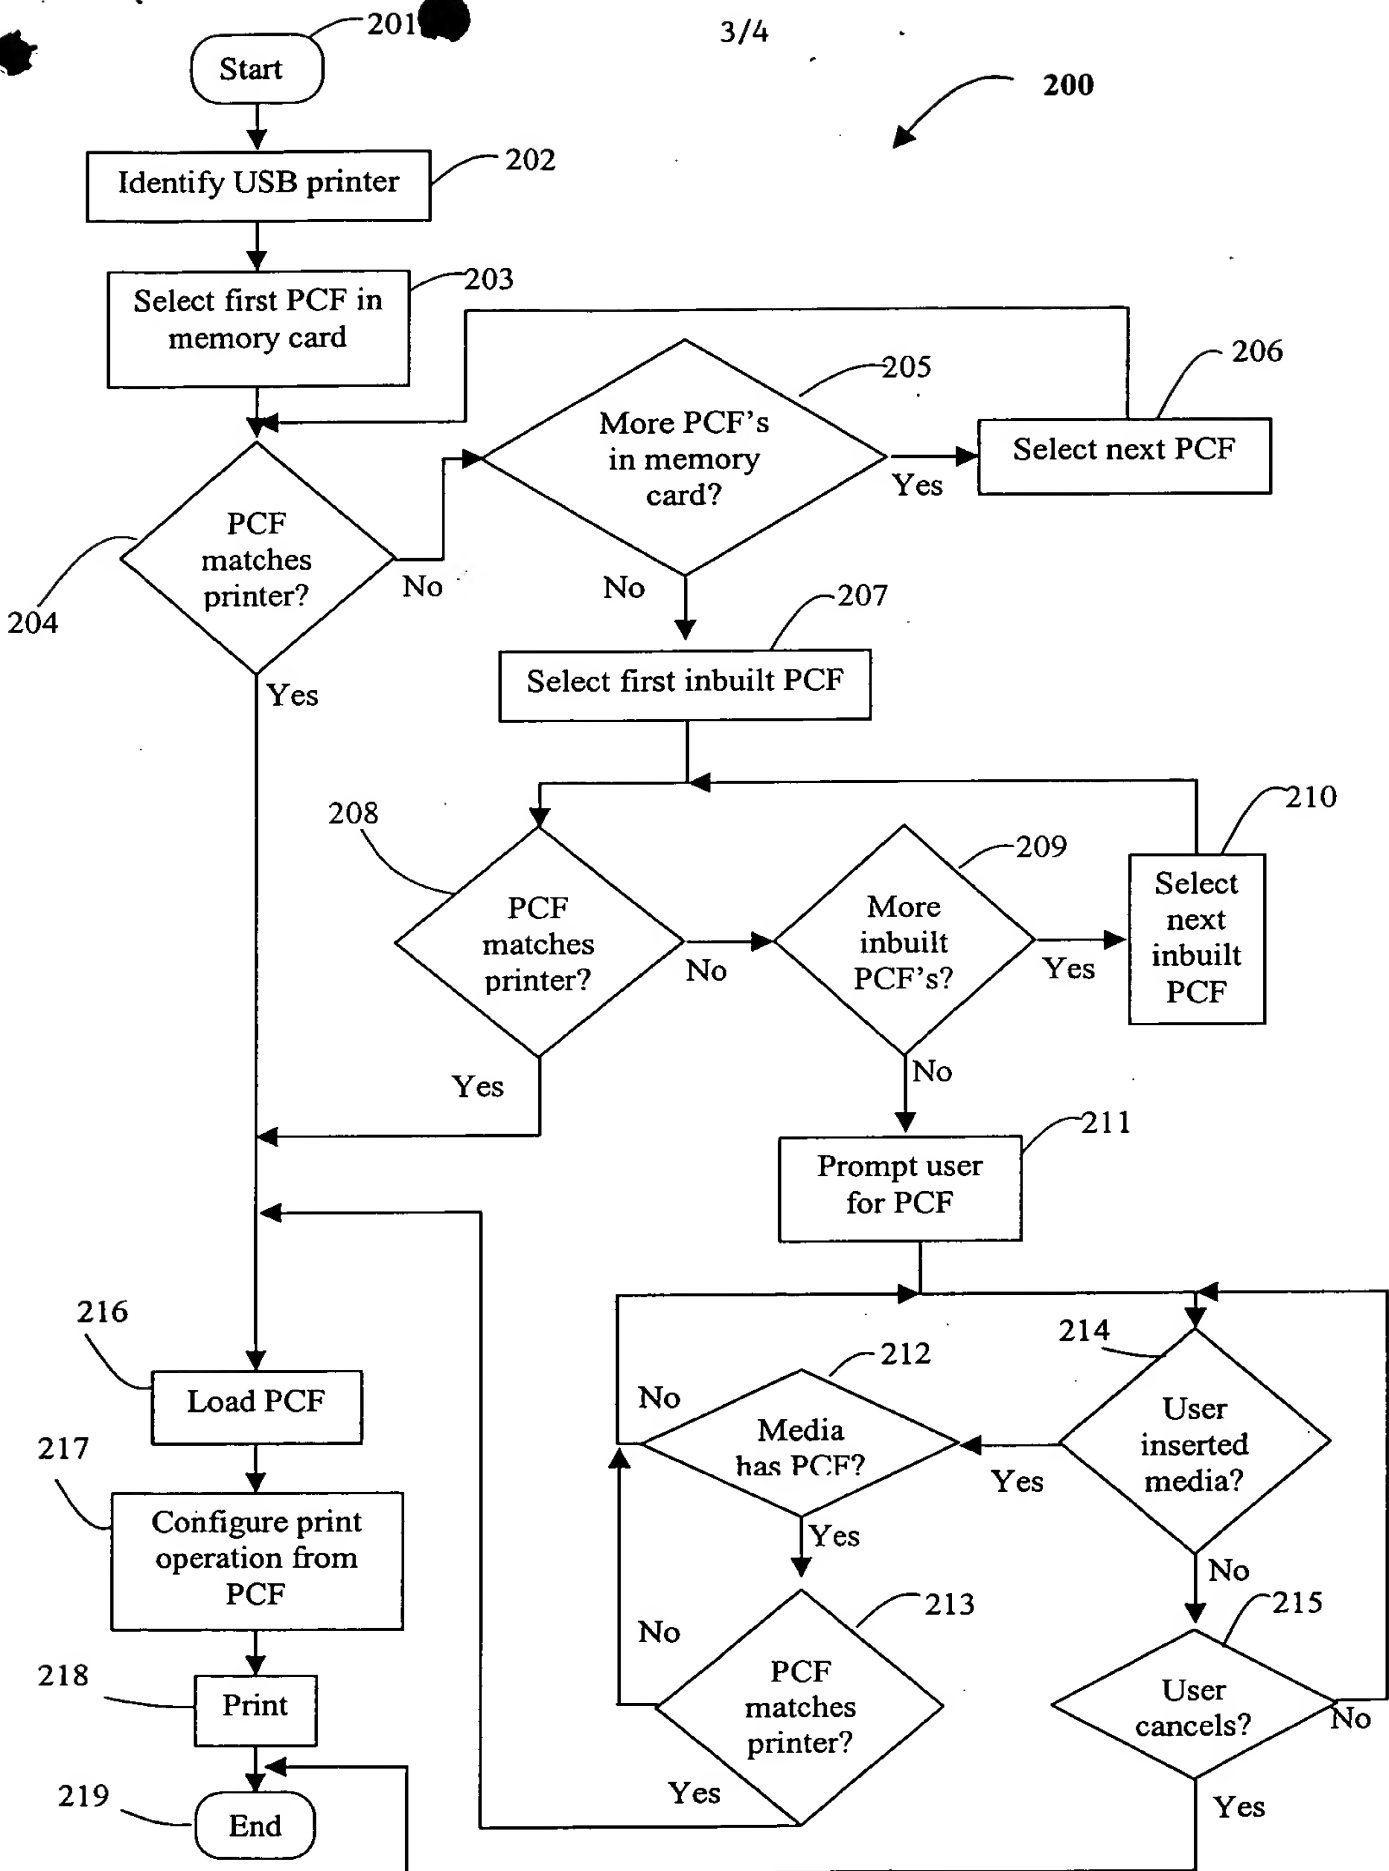 3/4
200
201
Start
202
Identify USB printer
203
Select first PCF in
memory card
204
PCF
matches
printer?
No
Yes
205
More PCF's
in memory
card?
Yes
No
206
Select next PCF
207
Select first inbuilt PCF
208
PCF
matches
printer?
No
Yes
209
More
inbuilt
PCF's?
Yes
No
210
Select
next
inbuilt
PCF
211
Prompt user
for PCF
212
Media
has PCF?
No
Yes
213
PCF
matches
printer?
No
Yes
214
User
inserted
media?
Yes
No
215
User
cancels?
No
Yes
216
Load PCF
217
Configure print
operation from
PCF
218
Print
219
End